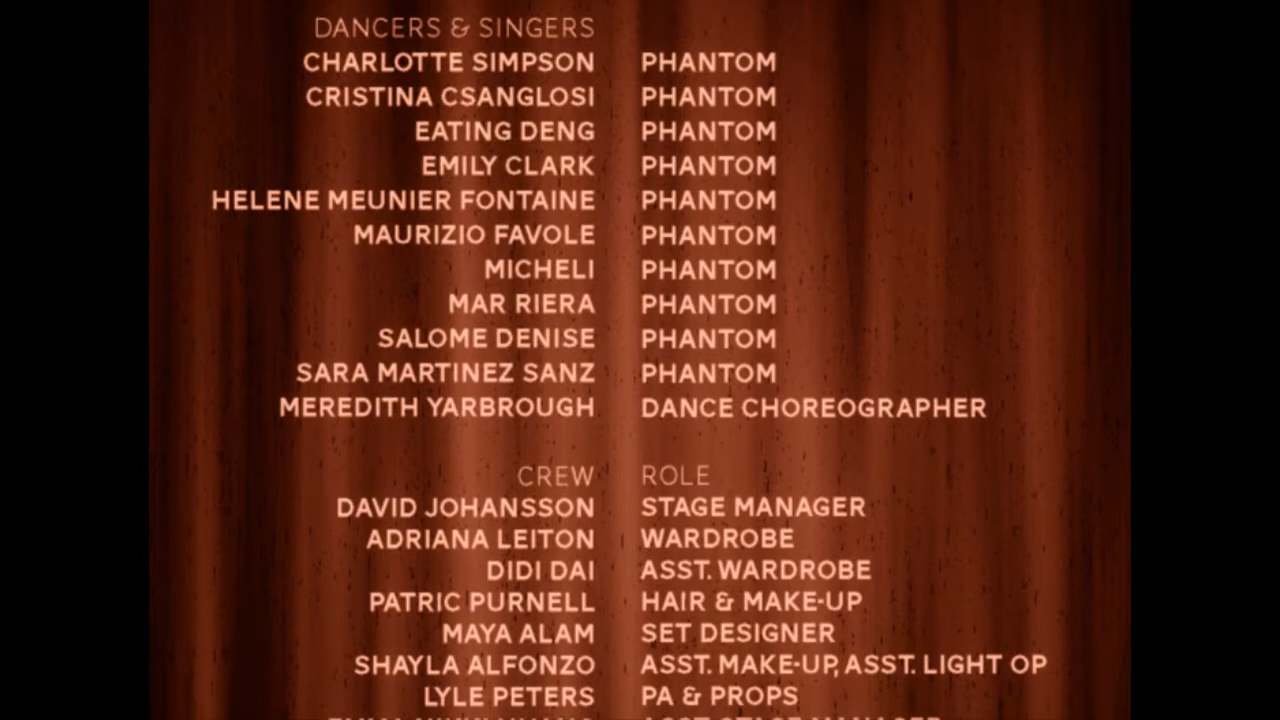 DANCERS & SINGERS
CHARLOTTE SIMPSON PHANTOM
CRISTINA CSANGLOSI PHANTOM
EATING DENG PHANTOM
EMILY CLARK PHANTOM
HELENE MEUNIER FONTAINE PHANTOM
MAURIZIO FAVOLE PHANTOM
MICHELI PHANTOM
MAR RIERA PHANTOM
SALOME DENISE PHANTOM
SARA MARTINEZ SANZ PHANTOM
MEREDITH YARBROUGH DANCE CHOREOGRAPHER
CREW ROLE
DAVID JOHANSSON STAGE MANAGER
ADRIANA LEITON WARDROBE
DIDI DAI ASST. WARDROBE
PATRIC PURNELL HAIR & MAKE-UP
MAYA ALAM SET DESIGNER
SHAYLA ALFONZO ASST. MAKE-UP, ASST. LIGHT OP
LYLE PETERS PA & PROPS